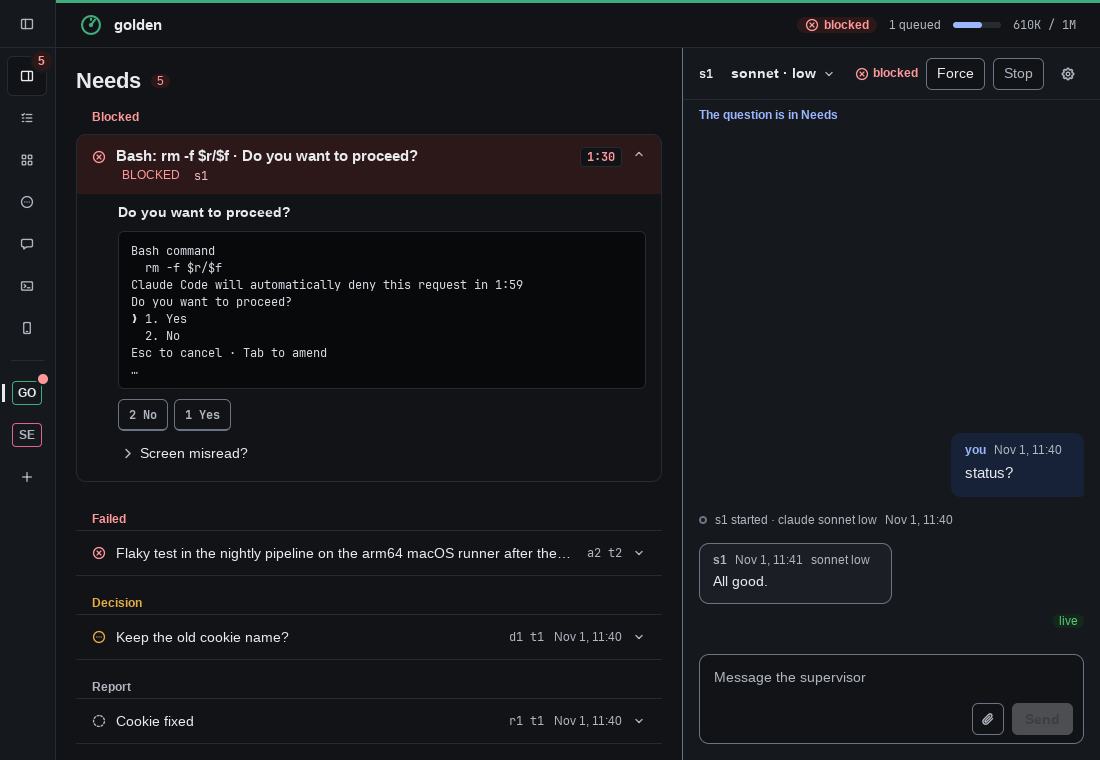 golden
blocked
1 queued
610K / 1M
5
Needs 5
Blocked
Bash: rm -f $r/$f · Do you want to proceed?
1:30
BLOCKED s1
Do you want to proceed?
Bash command
rm -f $r/$f
Claude Code will automatically deny this request in 1:59
Do you want to proceed?
❯ 1. Yes
2. No
Esc to cancel · Tab to amend
…
2 No
1 Yes
Screen misread?
Failed
Flaky test in the nightly pipeline on the arm64 macOS runner after the… a2 t2
Decision
Keep the old cookie name? d1 t1 Nov 1, 11:40
Report
Cookie fixed r1 t1 Nov 1, 11:40
GO
SE
s1 sonnet · low
blocked
Force
Stop
The question is in Needs
you Nov 1, 11:40
status?
s1 started · claude sonnet low Nov 1, 11:40
s1 Nov 1, 11:41 sonnet low
All good.
live
Message the supervisor
Send